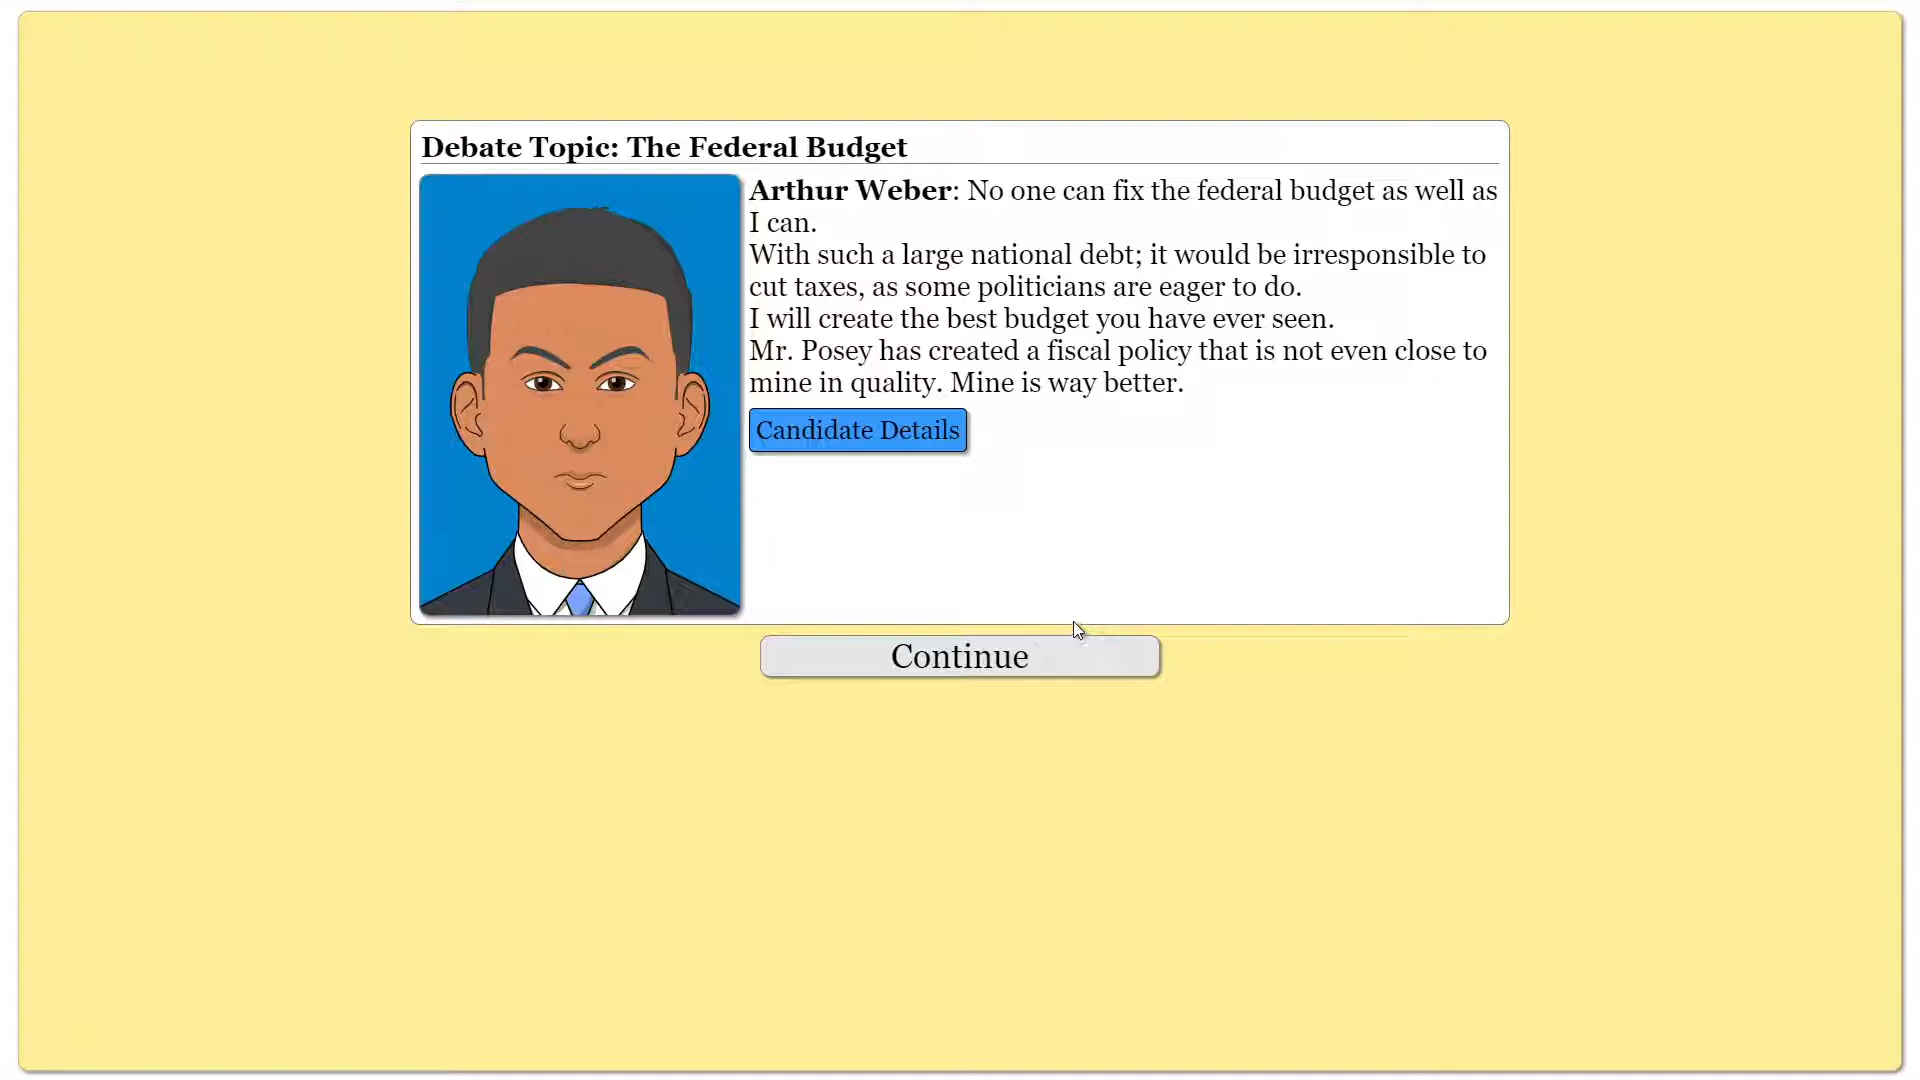 Debate Topic: The Federal Budget
Arthur Weber: No one can fix the federal budget as well as
I can.
With such a large national debt; it would be irresponsible to
cut taxes, as some politicians are eager to do.
I will create the best budget you have ever seen.
Mr. Posey has created a fiscal policy that is not even close to
mine in quality. Mine is way better.
Candidate Details
Continue